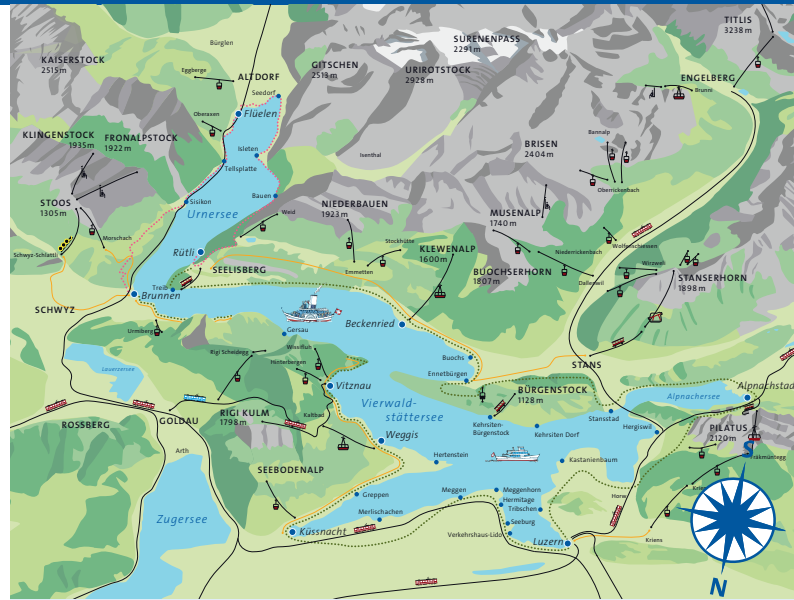 TITLIS
3238 m
KAISERSTOCK
2515 m
Bürglen
SURENENPASS
2291 m
GITSCHEN
2513 m
URIROTSTOCK
2928 m
Eggberge
ALTDORF
Seedorf
ENGELBERG
Brunni
Oberaxen
Flüelen
KLINGENSTOCK
1935 m
FRONALPSTOCK
1922 m
Isleten
Isenthal
Tellsplatte
BRISEN
2404 m
Bannalp
Oberrickenbach
STOOS
1305 m
Sisikon
Bauen
Urnersee
Weid
NIEDERBAUEN
1923 m
MUSENALP
1740 m
Morschach
Schwyz-Schlattli
Rütli
Stockhütte
KLEWENALP
1600 m
Niederrickenbach
Wolfenschiessen
Wirzweli
Dallenwil
SEELISBERG
Emmetten
BUOCHSERHORN
1807 m
STANSERHORN
1898 m
Treib
Brunnen
SCHWYZ
Urmiberg
Gersau
Beckenried
Rigi Scheidegg
Wissifluh
Hinterbergen
Buochs
Ennetbürgen
STANS
Lauerzersee
Vitznau
BÜRGENSTOCK
1128 m
Alpnachersee
Alpnachstad
Vierwald-
stättersee
ROSSBERG
GOLDAU
RIGI KULM
1798 m
Kaltbad
Kehrsiten-
Bürgenstock
Kehrsiten Dorf
Stansstad
Hergiswil
PILATUS
2120 m
Weggis
Arth
SEEBODENALP
Hertenstein
Kastanienbaum
Fräkmüntegg
Greppen
Meggen
Meggenhorn
Hermitage
Tribschen
Horw
Merlischachen
Zugersee
Küssnacht
Seeburg
Verkehrshaus-Lido
Luzern
Kriens
S
N